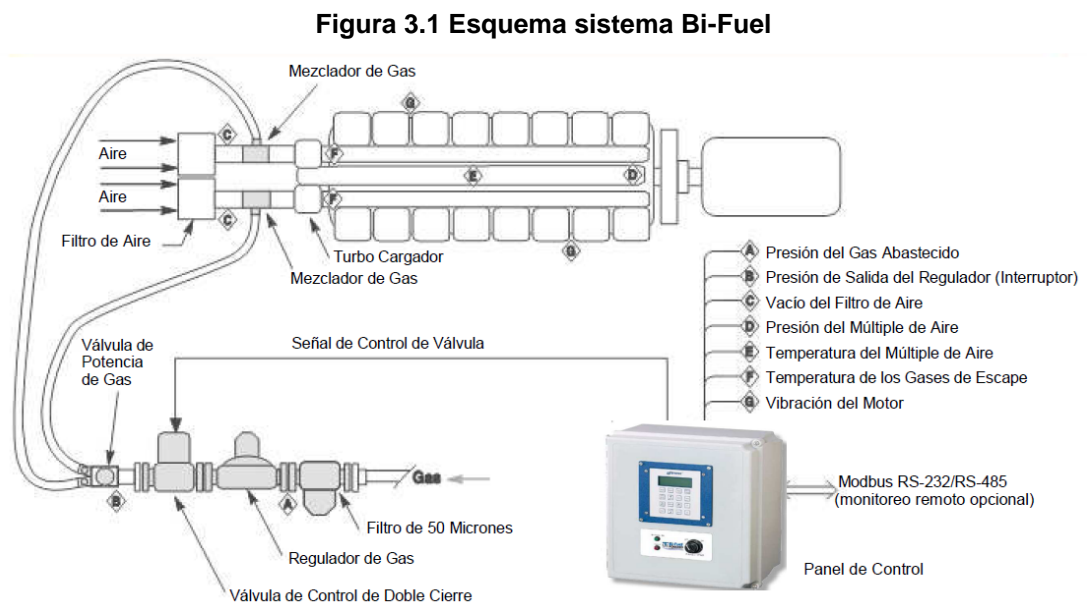 Figura 3.1 Esquema sistema Bi-Fuel
Mezclador de Gas
G
C
Aire
F
E
D
Aire
F
C
Filtro de Aire
Turbo Cargador
G
Mezclador de Gas
A Presión del Gas Abastecido
B Presión de Salida del Regulador (Interruptor)
C Vacío del Filtro de Aire
D Presión del Múltiple de Aire
E Temperatura del Múltiple de Aire
F Temperatura de los Gases de Escape
G Vibración del Motor
Válvula de
Potencia
de Gas
Señal de Control de Válvula
Gas
B
A
Filtro de 50 Micrones
Regulador de Gas
Válvula de Control de Doble Cierre
Modbus RS-232/RS-485
(monitoreo remoto opcional)
Panel de Control